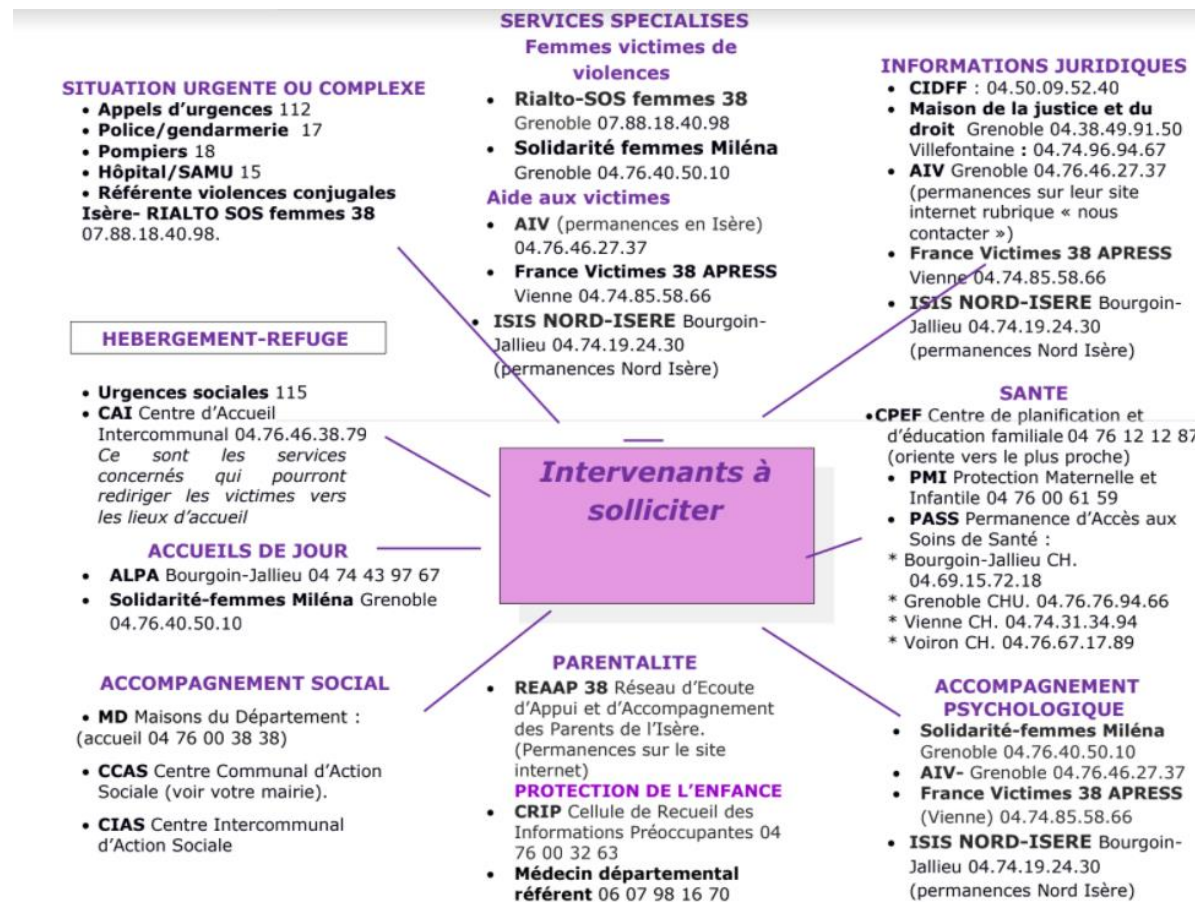 SERVICES SPECIALISES
Femmes victimes de
violences
• Rialto-SOS femmes 38
Grenoble 07.88.18.40.98
• Solidarité femmes Miléna
Grenoble 04.76.40.50.10
Aide aux victimes
• AIV (permanences en Isère)
04.76.46.27.37
• France Victimes 38 APRESS
Vienne 04.74.85.58.66
• ISIS NORD-ISERE Bourgoin-
Jallieu 04.74.19.24.30
(permanences Nord Isère)
SITUATION URGENTE OU COMPLEXE
• Appels d'urgences 112
• Police/gendarmerie 17
• Pompiers 18
• Hôpital/SAMU 15
• Référente violences conjugales
Isère- RIALTO SOS femmes 38
07.88.18.40.98.
INFORMATIONS JURIDIQUES
• CIDFF : 04.50.09.52.40
• Maison de la justice et du
droit Grenoble 04.38.49.91.50
Villefontaine : 04.74.96.94.67
• AIV Grenoble 04.76.46.27.37
(permanences sur leur site
internet rubrique « nous
contacter »)
• France Victimes 38 APRESS
Vienne 04.74.85.58.66
• ISIS NORD-ISERE Bourgoin-
Jallieu 04.74.19.24.30
(permanences Nord Isère)
HEBERGEMENT-REFUGE
• Urgences sociales 115
• CAI Centre d'Accueil
Intercommunal 04.76.46.38.79
Ce sont les services
concernés qui pourront
rediriger les victimes vers
les lieux d'accueil
SANTE
•CPEF Centre de planification et
d'éducation familiale 04 76 12 12 87
(oriente vers le plus proche)
• PMI Protection Maternelle et
Infantile 04 76 00 61 59
• PASS Permanence d'Accès aux
Soins de Santé :
* Bourgoin-Jallieu CH.
04.69.15.72.18
* Grenoble CHU. 04.76.76.94.66
* Vienne CH. 04.74.31.34.94
* Voiron CH. 04.76.67.17.89
Intervenants à
solliciter
ACCUEILS DE JOUR
• ALPA Bourgoin-Jallieu 04 74 43 97 67
• Solidarité-femmes Miléna Grenoble
04.76.40.50.10
ACCOMPAGNEMENT SOCIAL
• MD Maisons du Département :
(accueil 04 76 00 38 38)
• CCAS Centre Communal d'Action
Sociale (voir votre mairie).
• CIAS Centre Intercommunal
d'Action Sociale
PARENTALITE
• REAAP 38 Réseau d'Ecoute
d'Appui et d'Accompagnement
des Parents de l'Isère.
(Permanences sur le site
internet)
PROTECTION DE L'ENFANCE
• CRIP Cellule de Recueil des
Informations Préoccupantes 04
76 00 32 63
• Médecin départemental
référent 06 07 98 16 70
ACCOMPAGNEMENT
PSYCHOLOGIQUE
• Solidarité-femmes Miléna
Grenoble 04.76.40.50.10
• AIV- Grenoble 04.76.46.27.37
• France Victimes 38 APRESS
(Vienne) 04.74.85.58.66
• ISIS NORD-ISERE Bourgoin-
Jallieu 04.74.19.24.30
(permanences Nord Isère)